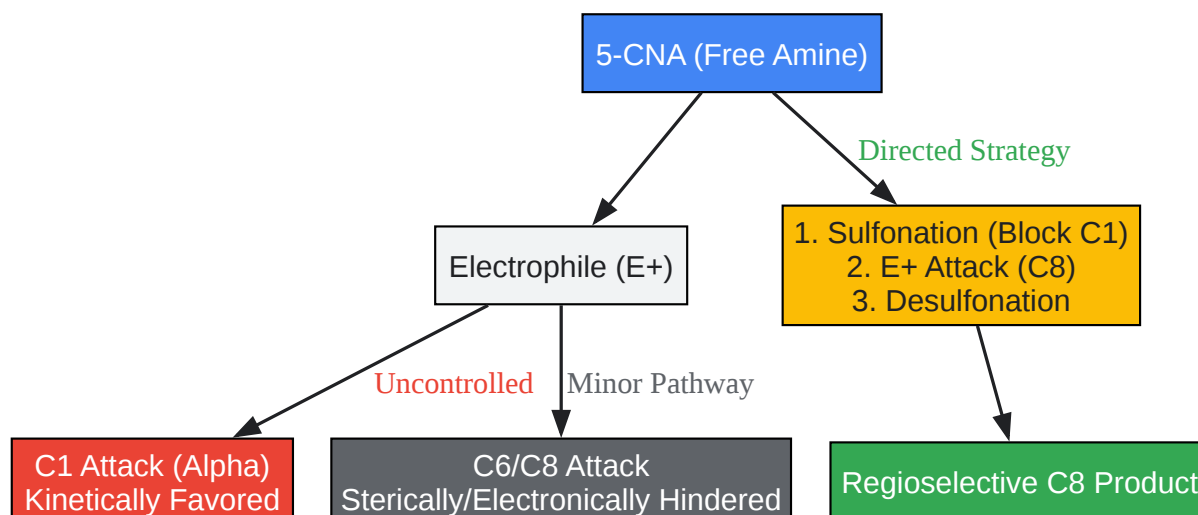 5-CNA (Free Amine)
Directed Strategy
1. Sulfonation (Block C1)
2. E+ Attack (C8)
3. Desulfonation
Electrophile (E+)
Uncontrolled
Minor Pathway
C1 Attack (Alpha)
Kinetically Favored
C6/C8 Attack
Sterically/Electronically Hindered
Regioselective C8 Product